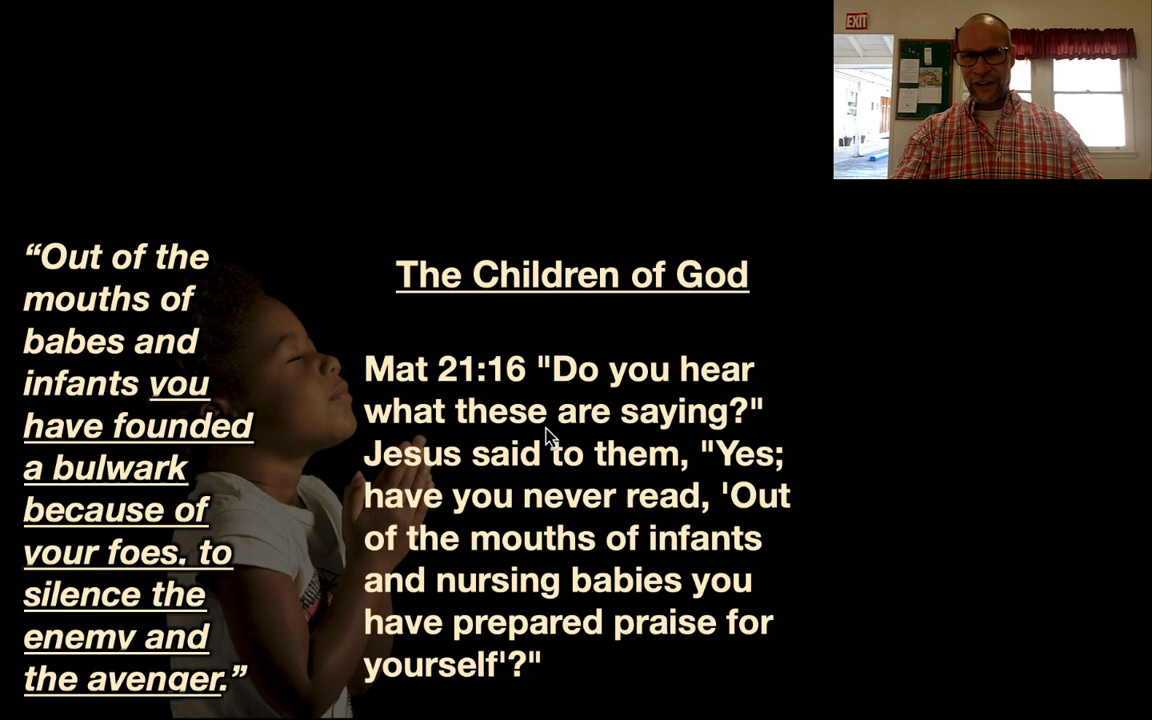 EXIT
“Out of the
mouths of
babes and
infants you
have founded
a bulwark
because of
your foes, to
silence the
enemy and
the avenger.”
The Children of God
Mat 21:16 "Do you hear
what these are saying?"
Jesus said to them, "Yes;
have you never read, 'Out
of the mouths of infants
and nursing babies you
have prepared praise for
yourself'?"